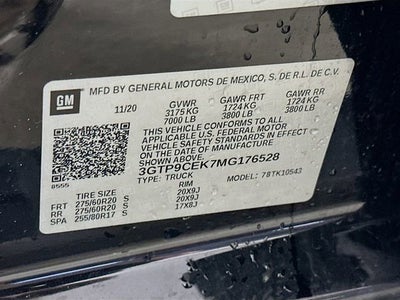 GM
MFD BY GENERAL MOTORS DE MEXICO, S. DE R.L. DE C.V.
11/20 GVWR GAWR FRT GAWR RR
3175 KG 1724 KG 1724 KG
7000 LB 3800 LB 3800 LB
THIS VEHICLE CONFORMS TO ALL
APPLICABLE U.S. FEDERAL MOTOR
VEHICLE SAFETY STANDARDS
IN EFFECT ON THE DATE OF MANUFACTURE
SHOWN ABOVE.
3GTP9CEK7MG176528
TYPE: TRUCK 78TK10543
0555
TIRE SIZE RIM
FRT 275/60R20 S 20X9J
RR 275/60R20 S 20X9J
SPA 255/80R17 S 17X8J